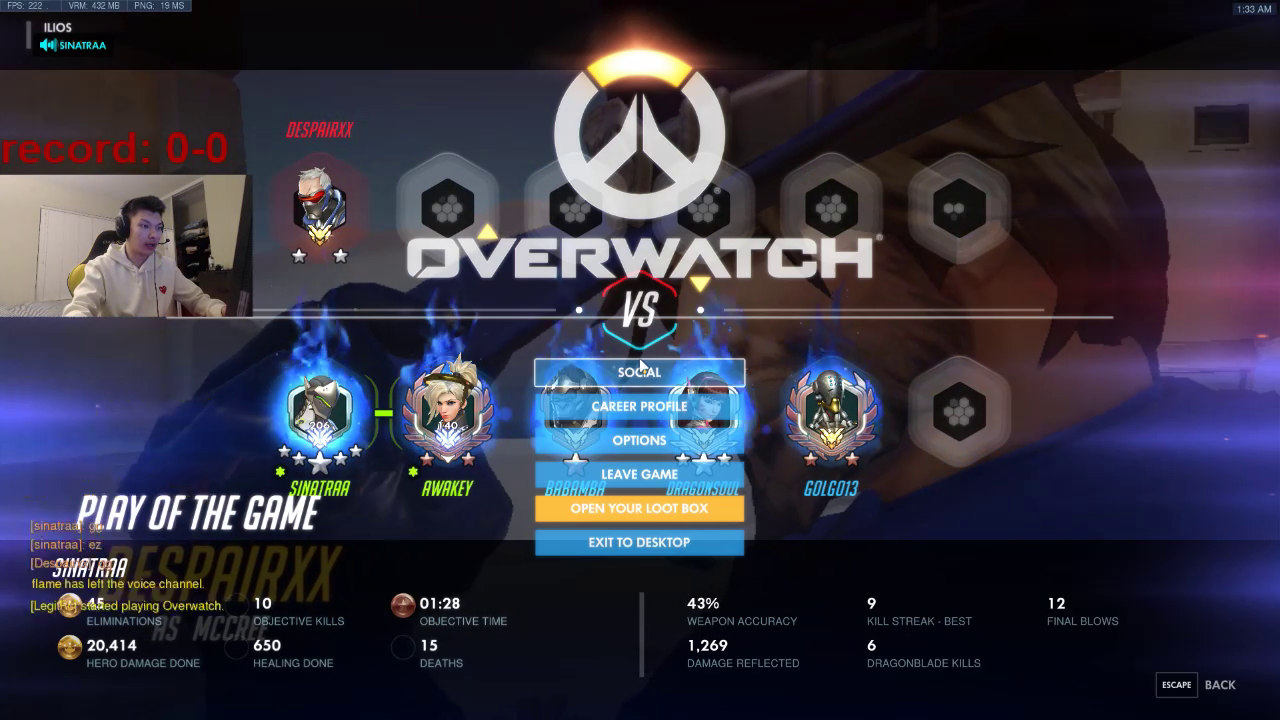 FPS: 222 . VRM: 432 MB PNG: 19 MS
1:33 AM
ILIOS
SINATRAA
record: 0-0
DESPAIRXX
OVERWATCH
VS
206
140
SINATRAA
AWAKEY
BABAMBA
DRAGONSOUL
GOLGO13
SOCIAL
CAREER PROFILE
OPTIONS
LEAVE GAME
OPEN YOUR LOOT BOX
EXIT TO DESKTOP
PLAY OF THE GAME
SINATRAA
DESPAIRXX
AS MCCREE
[sinatraa]: gg
[sinatraa]: ez
flame has left the voice channel.
started playing Overwatch.
45
ELIMINATIONS
10
OBJECTIVE KILLS
01:28
OBJECTIVE TIME
20,414
HERO DAMAGE DONE
650
HEALING DONE
15
DEATHS
43%
WEAPON ACCURACY
9
KILL STREAK - BEST
12
FINAL BLOWS
1,269
DAMAGE REFLECTED
6
DRAGONBLADE KILLS
ESCAPE BACK